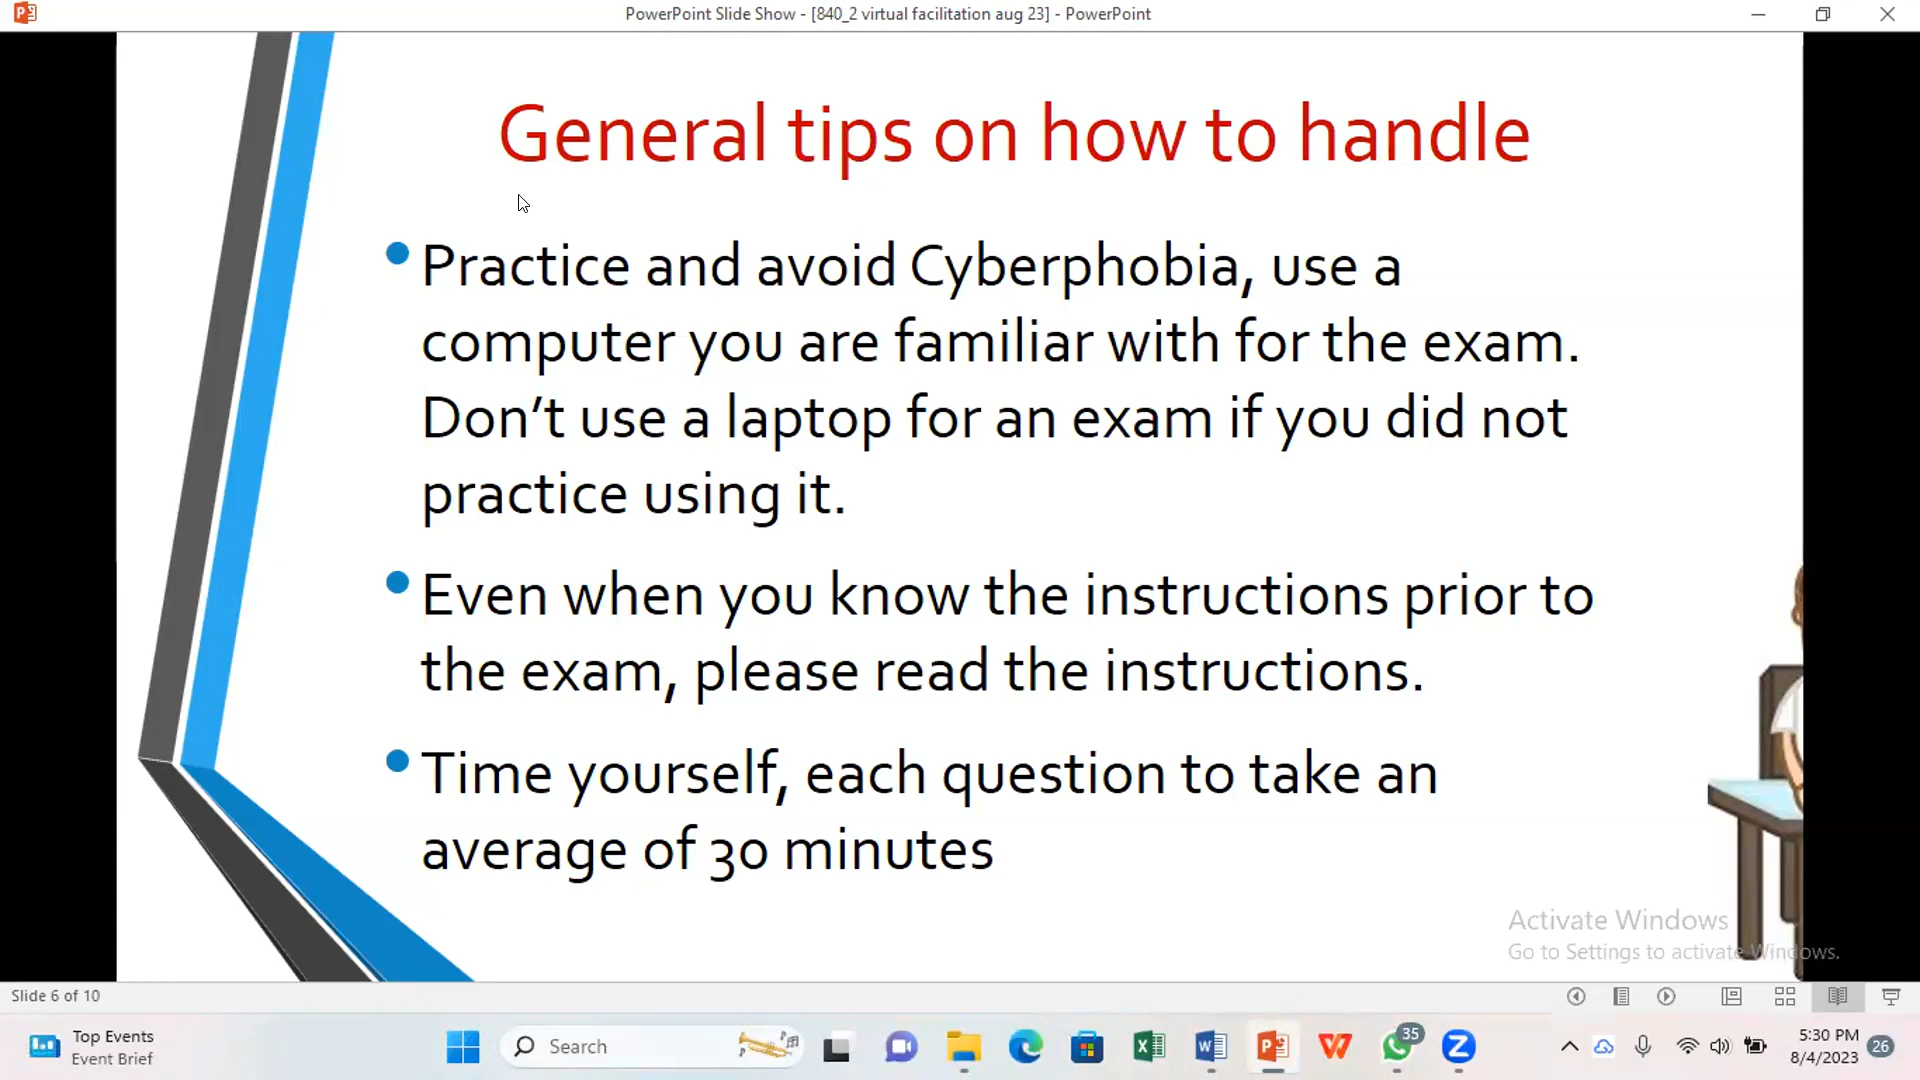 PowerPoint Slide Show - [840_2 virtual facilitation aug 23] - PowerPoint
General tips on how to handle
• Practice and avoid Cyberphobia, use a
computer you are familiar with for the exam.
Don’t use a laptop for an exam if you did not
practice using it.
• Even when you know the instructions prior to
the exam, please read the instructions.
• Time yourself, each question to take an
average of 30 minutes
Activate Windows
Go to Settings to activate Windows.
Slide 6 of 10
Top Events
Event Brief
Search
35
5:30 PM
8/4/2023
26